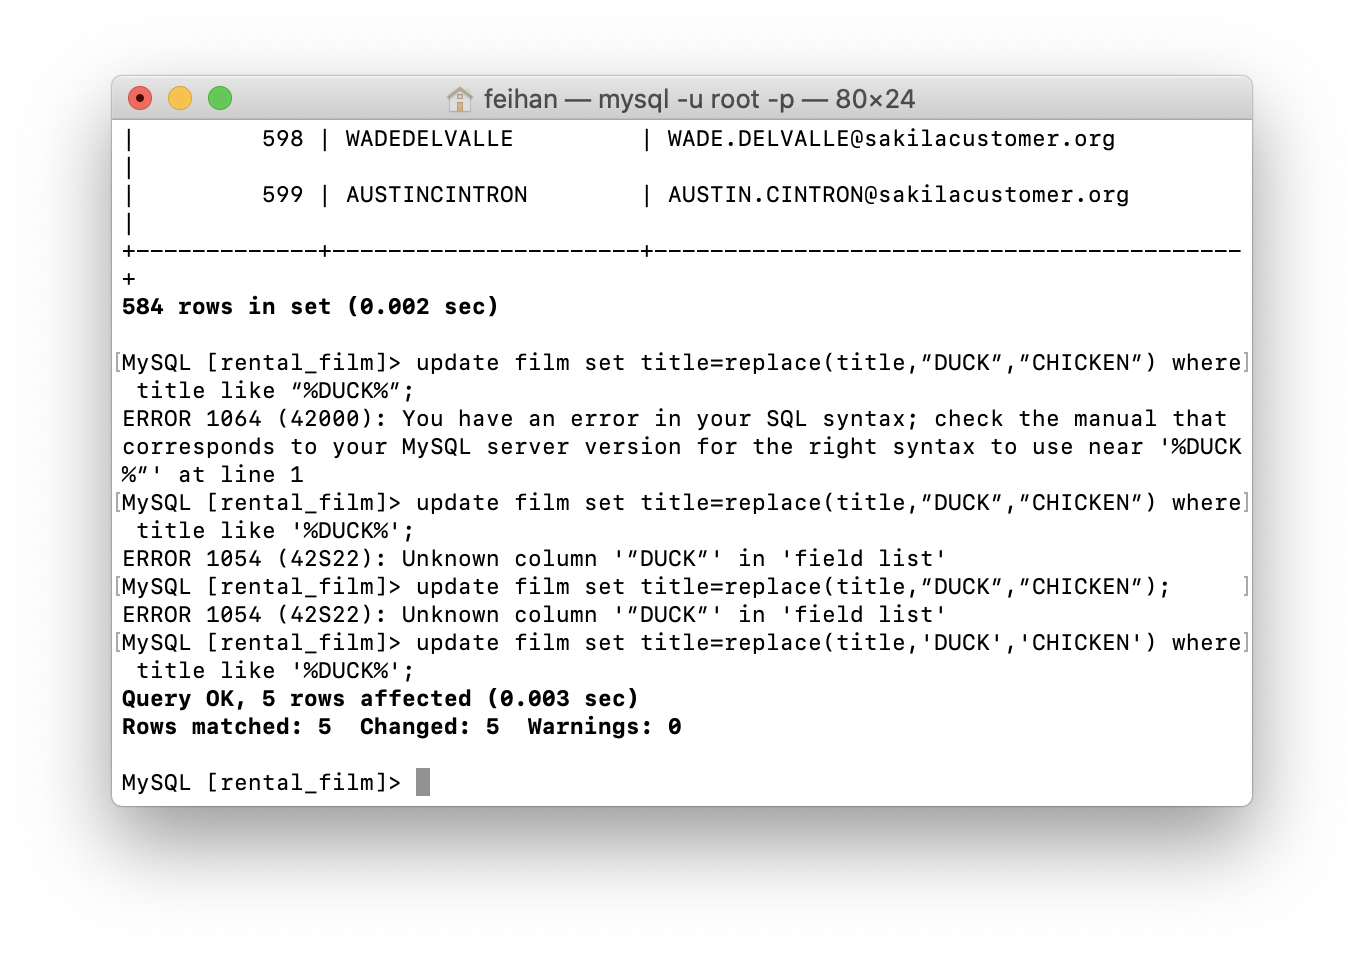 feihan — mysql -u root -p — 80×24
|         598 | WADEDELVALLE         | WADE.DELVALLE@sakilacustomer.org
|
|         599 | AUSTINCINTRON        | AUSTIN.CINTRON@sakilacustomer.org
|
+-------------+----------------------+------------------------------------------
+
584 rows in set (0.002 sec)
[MySQL [rental_film]> update film set title=replace(title,”DUCK”,”CHICKEN”) where]
 title like “%DUCK%”;
ERROR 1064 (42000): You have an error in your SQL syntax; check the manual that
corresponds to your MySQL server version for the right syntax to use near '%DUCK
%”' at line 1
[MySQL [rental_film]> update film set title=replace(title,”DUCK”,”CHICKEN”) where]
 title like '%DUCK%';
ERROR 1054 (42S22): Unknown column '”DUCK”' in 'field list'
[MySQL [rental_film]> update film set title=replace(title,”DUCK”,”CHICKEN”);     ]
ERROR 1054 (42S22): Unknown column '”DUCK”' in 'field list'
[MySQL [rental_film]> update film set title=replace(title,'DUCK','CHICKEN') where]
 title like '%DUCK%';
Query OK, 5 rows affected (0.003 sec)
Rows matched: 5  Changed: 5  Warnings: 0
MySQL [rental_film]>